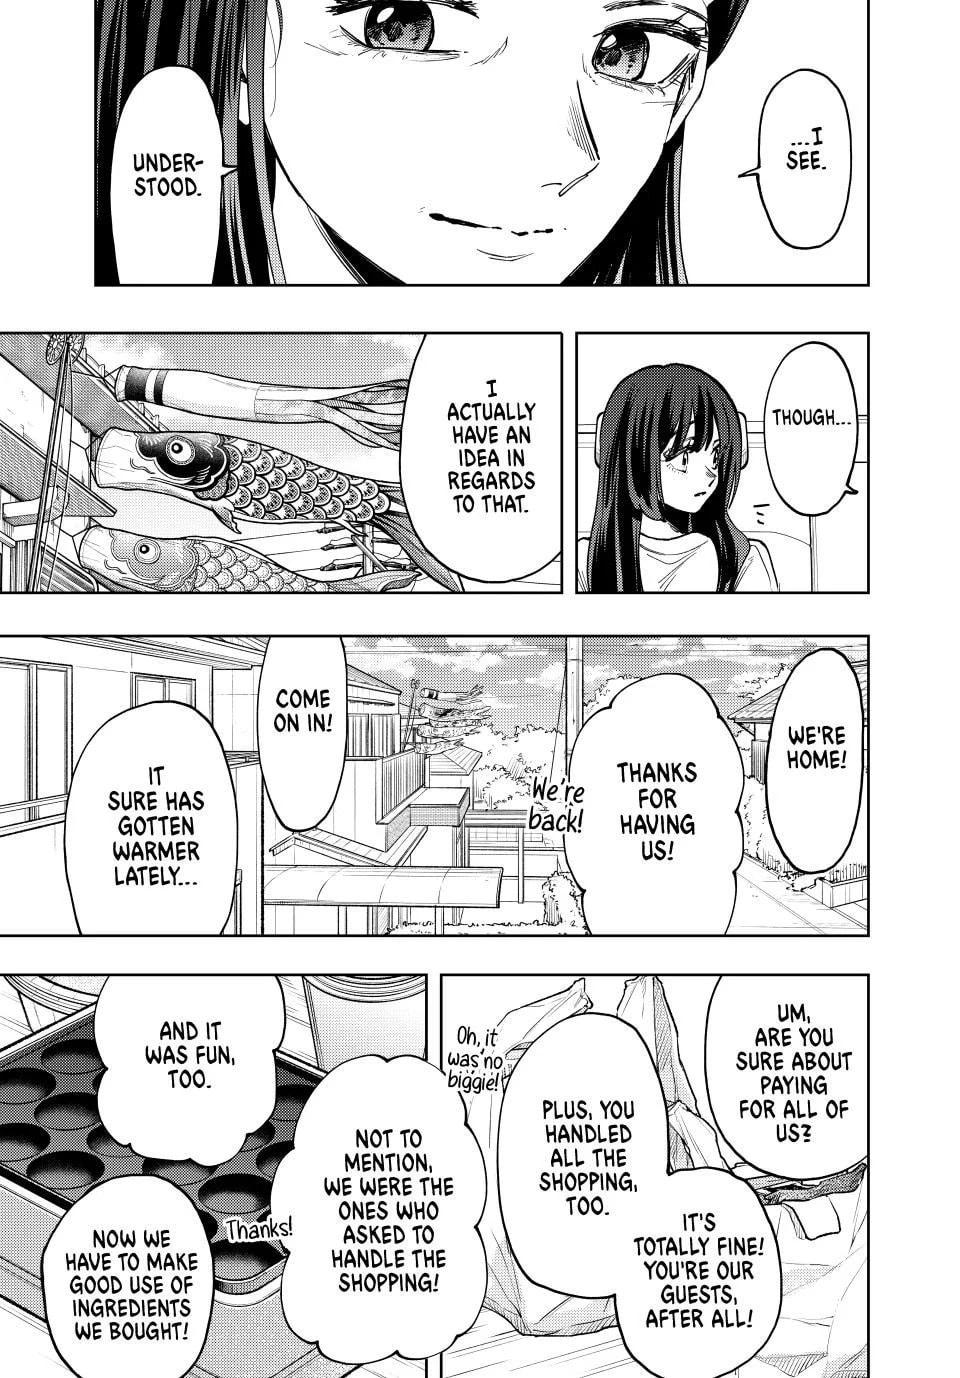 ....I
SEE.
UNDER-
STOOD.
THOUGH...
I
ACTUALLY
HAVE AN
IDEA IN
REGARDS
TO THAT.
WE'RE
HOME!
THANKS
FOR
HAVING
US!
We're
back!
COME
ON IN!
IT
SURE HAS
GOTTEN
WARMER
LATELY...
UM,
ARE YOU
SURE ABOUT
PAYING
FOR ALL OF
US?
IT'S
TOTALLY FINE!
YOU'RE OUR
GUESTS,
AFTER ALL!
PLUS, YOU
HANDLED
ALL THE
SHOPPING,
TOO.
Oh, it
was no
biggie!
NOT TO
MENTION,
WE WERE THE
ONES WHO
ASKED TO
HANDLE THE
SHOPPING!
AND IT
WAS FUN,
TOO.
Thanks!
NOW WE
HAVE TO MAKE
GOOD USE OF
INGREDIENTS
WE BOUGHT!